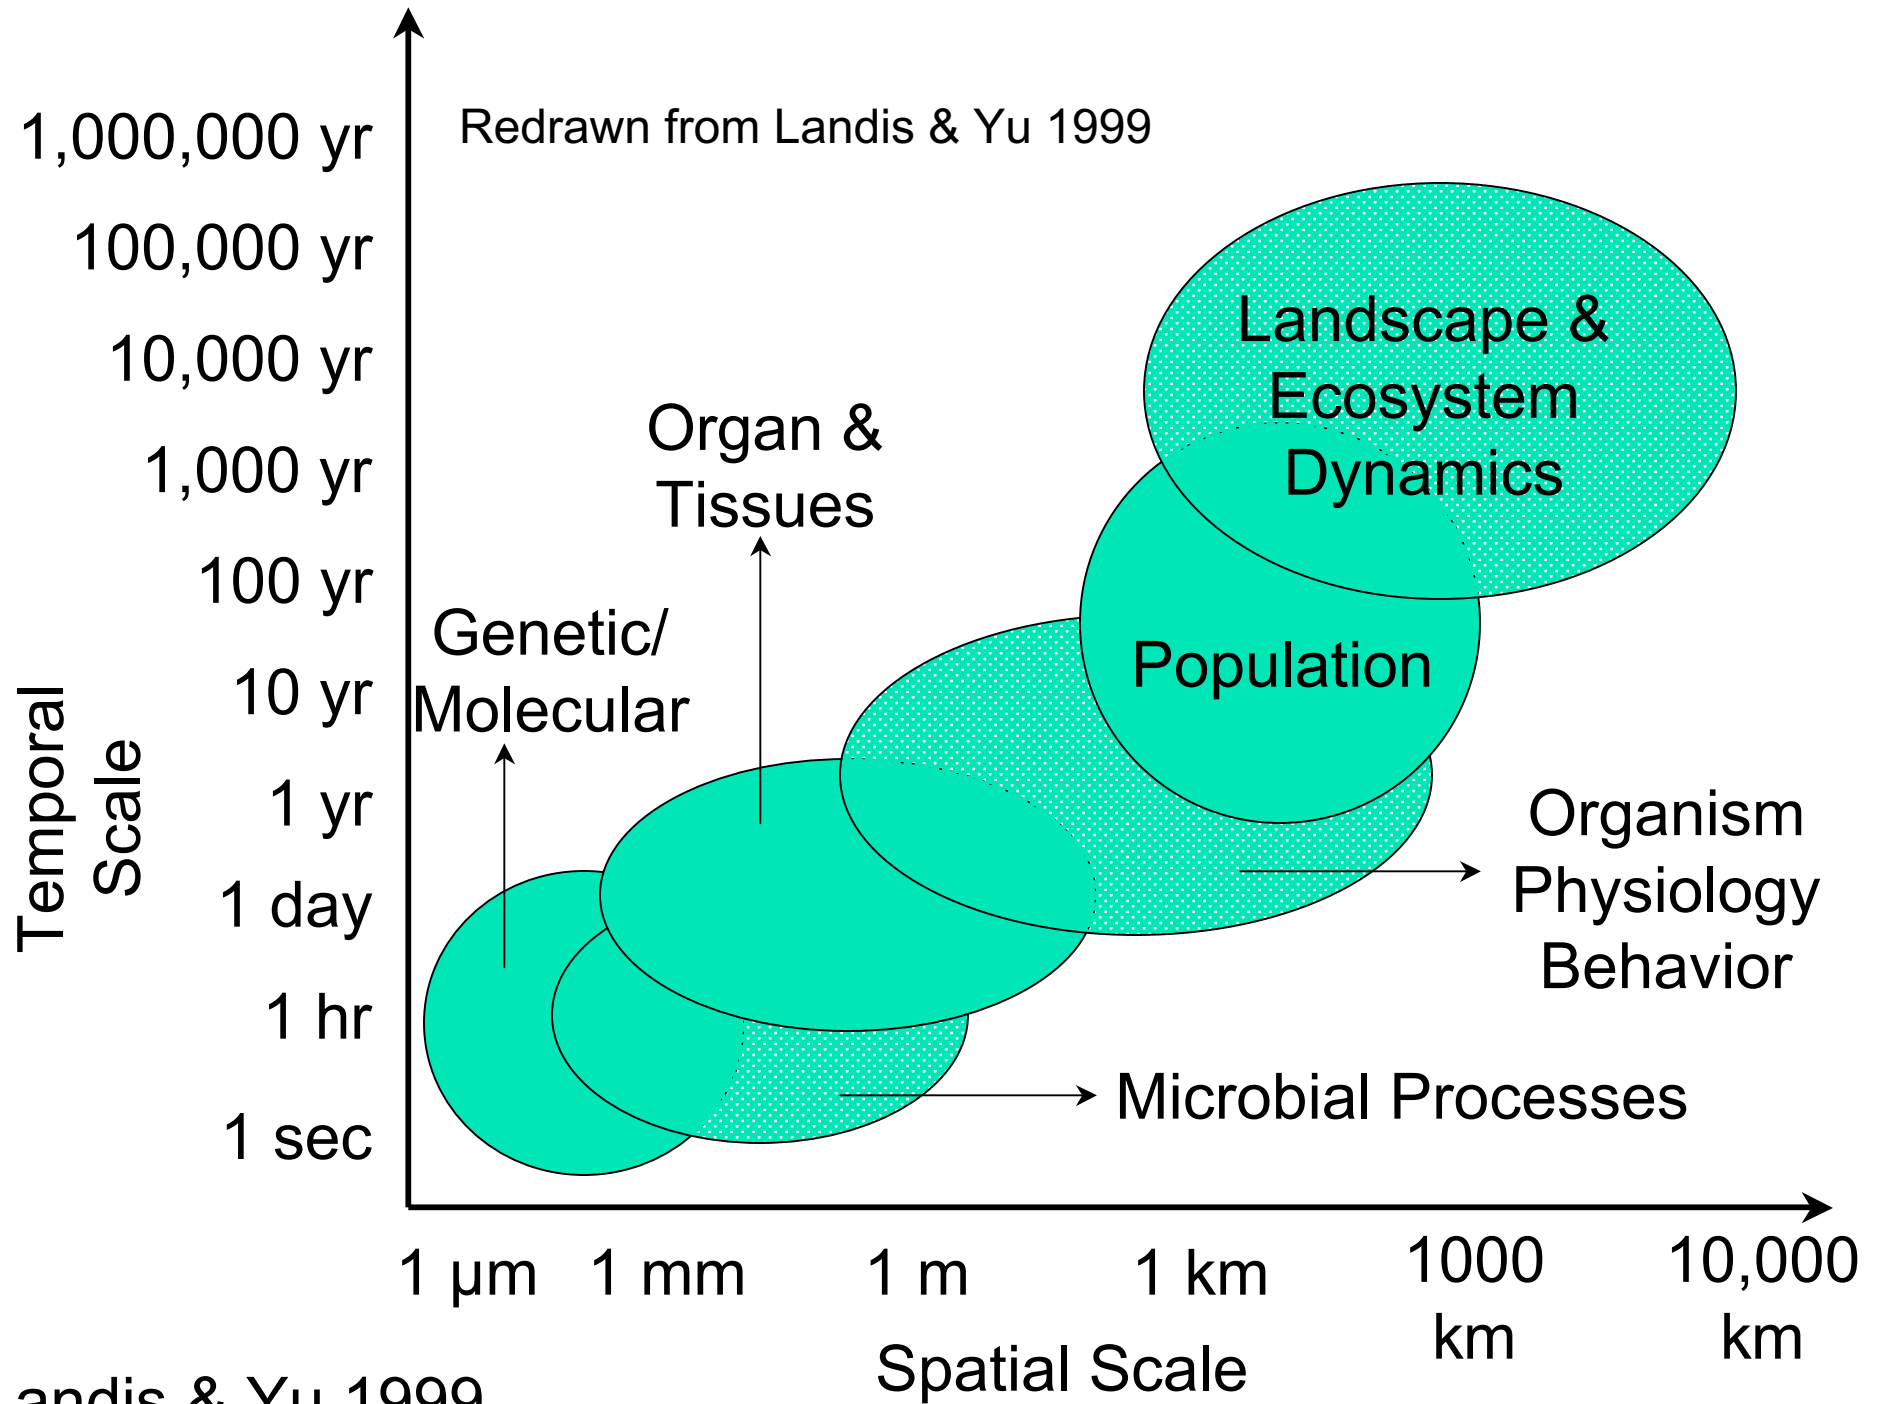 1,000,000 yr
Redrawn from Landis & Yu 1999
100,000 yr
10,000 yr
1,000 yr
100 yr
10 yr
1 yr
1 day
1 hr
1 sec
Temporal
Scale
Landscape &
Ecosystem
Dynamics
Organ &
Tissues
Genetic/
Molecular
Population
Organism
Physiology
Behavior
Microbial Processes
1 µm
1 mm
1 m
1 km
1000
km
10,000
km
Spatial Scale
andis & Yu 1999